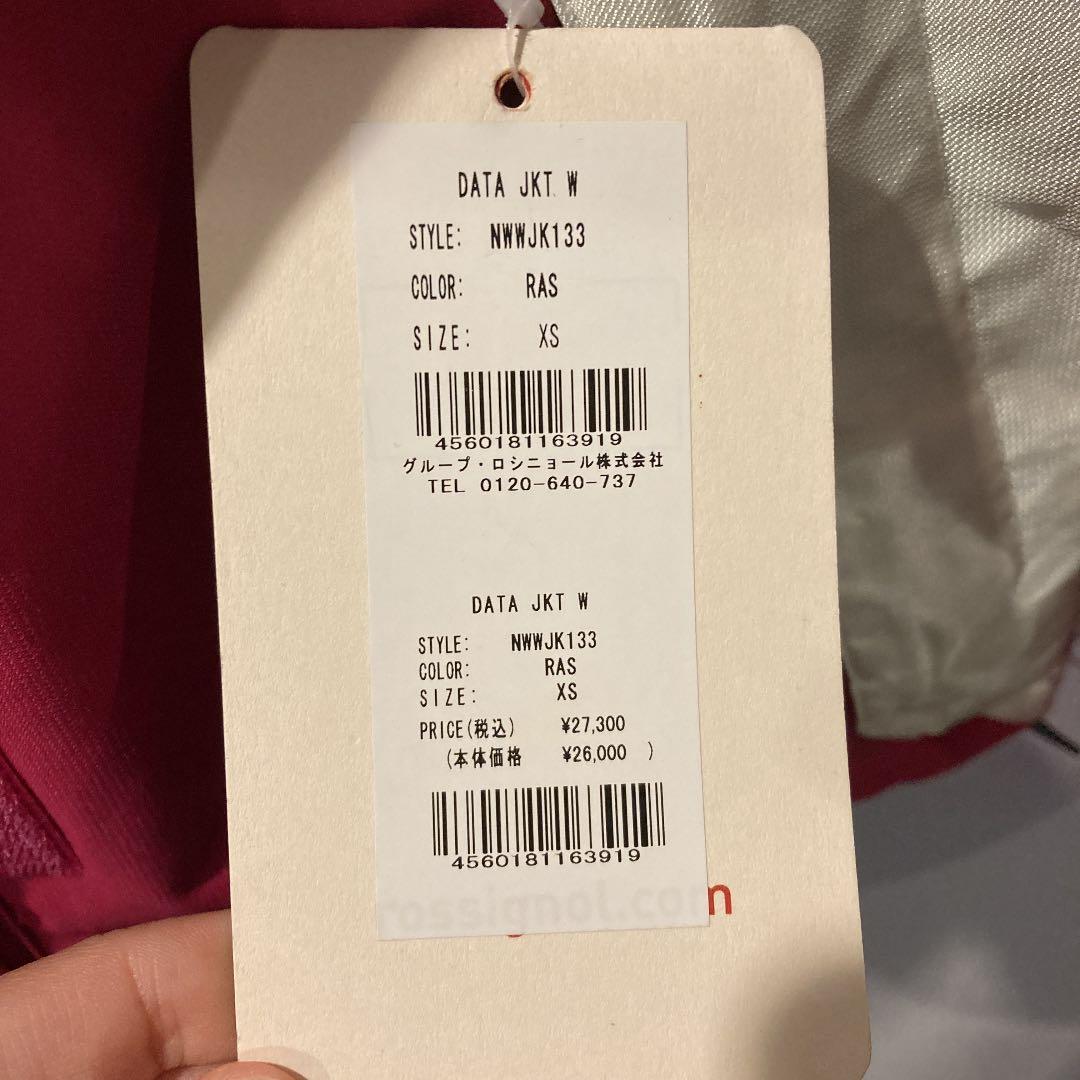 DATA JKT W
STYLE: NWWJK133
COLOR: RAS
SIZE: XS
4560181163919
グループ・ロシニョール株式会社
TEL 0120-640-737
DATA JKT W
STYLE: NWWJK133
COLOR: RAS
SIZE: XS
PRICE(税込) ¥27,300
(本体価格 ¥26,000 )
4560181163919
rossignol.com